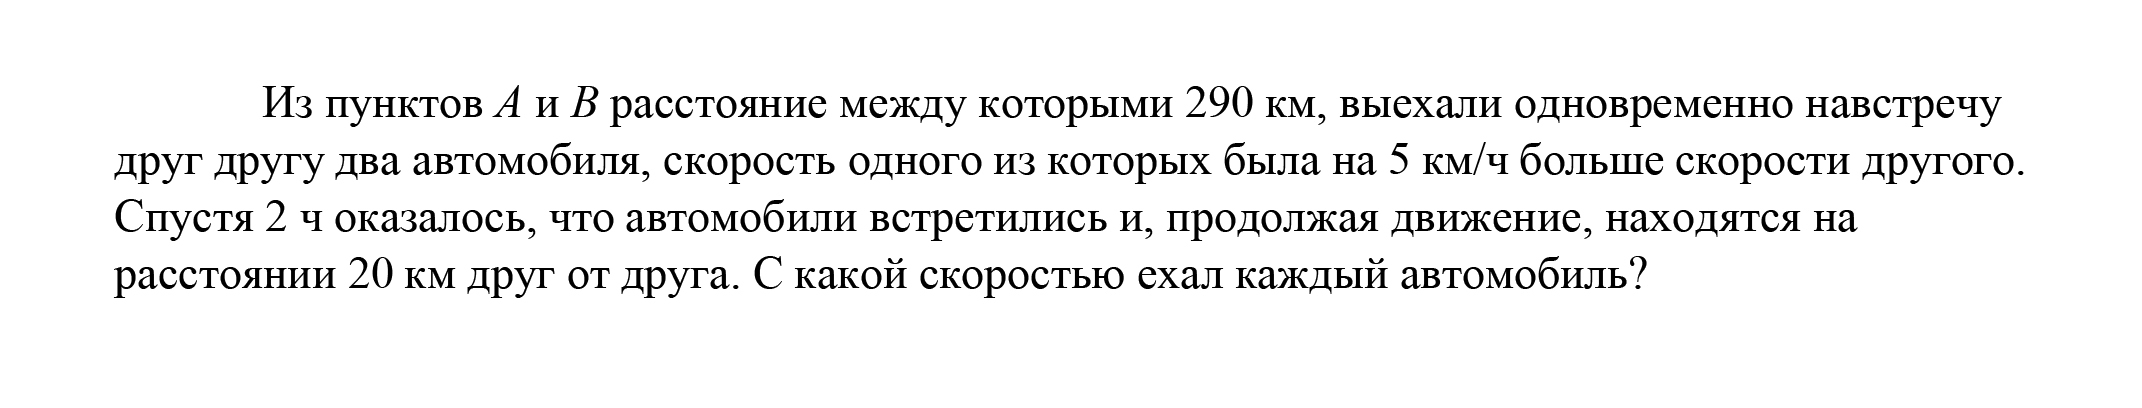 Из пунктов A и B расстояние между которыми 290 км, выехали одновременно навстречу
друг другу два автомобиля, скорость одного из которых была на 5 км/ч больше скорости другого.
Спустя 2 ч оказалось, что автомобили встретились и, продолжая движение, находятся на
расстоянии 20 км друг от друга. С какой скоростью ехал каждый автомобиль?